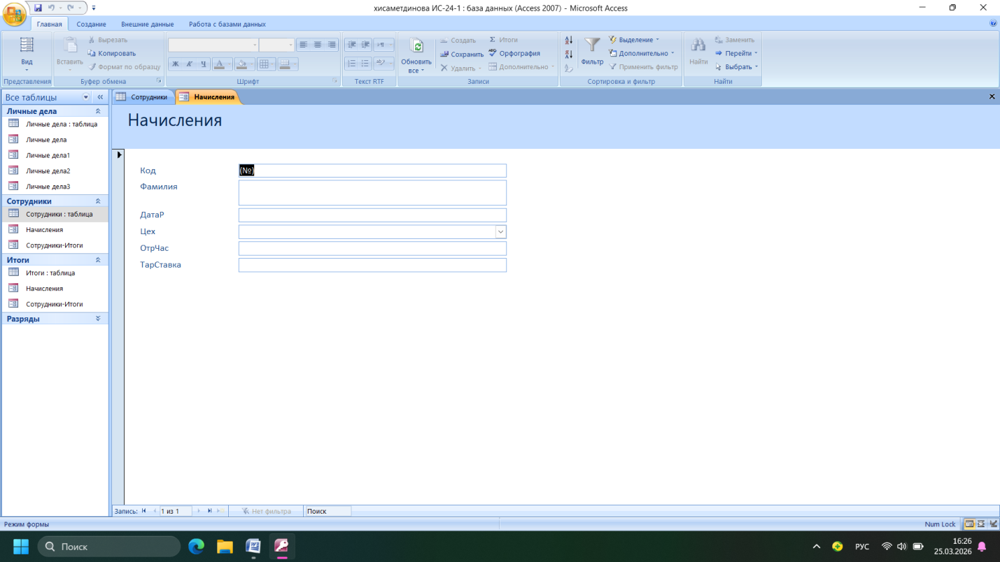 хисаметдинова ИС-24-1 : база данных (Access 2007) - Microsoft Access
Главная Создание Внешние данные Работа с базами данных
Вид
Представления
Вставить
Вырезать
Копировать
Формат по образцу
Буфер обмена
Ж К Ч А
Шрифт
Текст RTF
Обновить все
Создать
Сохранить
Удалить
Итоги
Орфография
Дополнительно
Записи
Фильтр
Выделение
Дополнительно
Применить фильтр
Сортировка и фильтр
Найти
Заменить
Перейти
Выбрать
Найти
Все таблицы
Личные дела
Личные дела : таблица
Личные дела
Личные дела1
Личные дела2
Личные дела3
Сотрудники
Сотрудники : таблица
Начисления
Сотрудники-Итоги
Итоги
Итоги : таблица
Начисления
Сотрудники-Итоги
Разряды
Сотрудники Начисления
Начисления
Код (№)
Фамилия
ДатаР
Цех
ОтрЧас
ТарСтавка
Запись: 1 из 1 Нет фильтра Поиск
Режим формы Num Lock
Поиск
РУС
16:26
25.03.2026